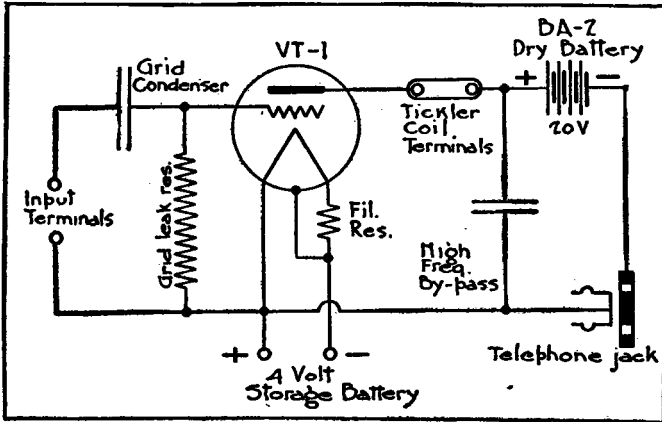 BA-2
Dry Battery
+ –
20V
VT-1
Grid
Condenser
Tickler
Coil
Terminals
Input
Terminals
Grid leak res.
Fil.
Res.
High
Freq.
By-pass
Telephone jack
+ –
4 Volt
Storage Battery